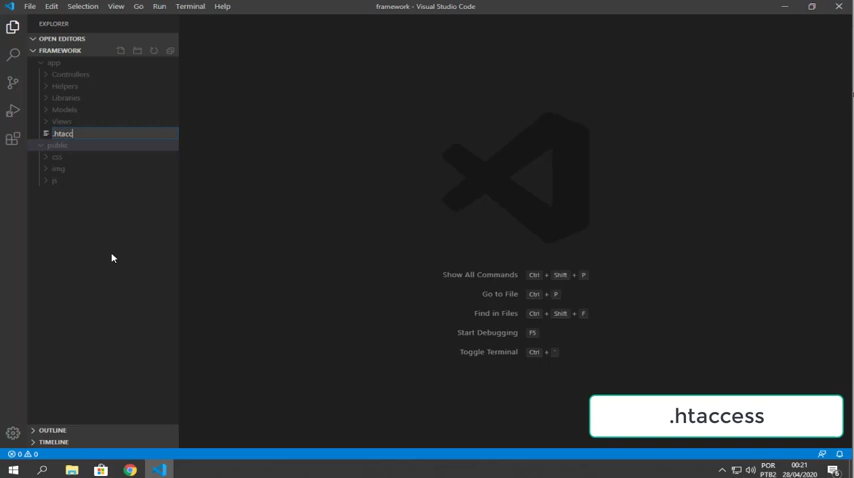 File Edit Selection View Go Run Terminal Help
framework - Visual Studio Code
EXPLORER
OPEN EDITORS
FRAMEWORK
app
Controllers
Helpers
Libraries
Models
Views
.htacc
public
css
img
js
Show All Commands Ctrl + Shift + P
Go to File Ctrl + P
Find in Files Ctrl + Shift + F
Start Debugging F5
Toggle Terminal Ctrl + `
.htaccess
OUTLINE
TIMELINE
0 0
POR
PTB2
00:21
28/04/2020
6